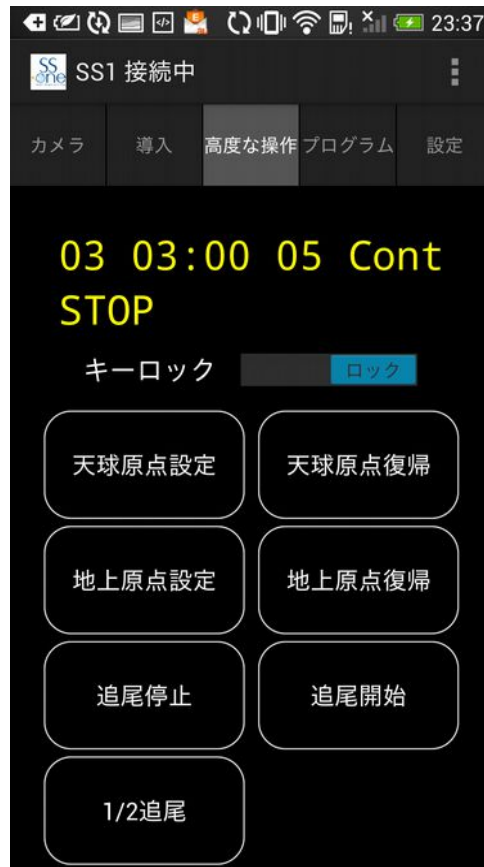 23:37
SS one SS1 接続中
カメラ 導入 高度な操作 プログラム 設定
03 03:00 05 Cont
STOP
キーロック ロック
天球原点設定 天球原点復帰
地上原点設定 地上原点復帰
追尾停止 追尾開始
1/2追尾